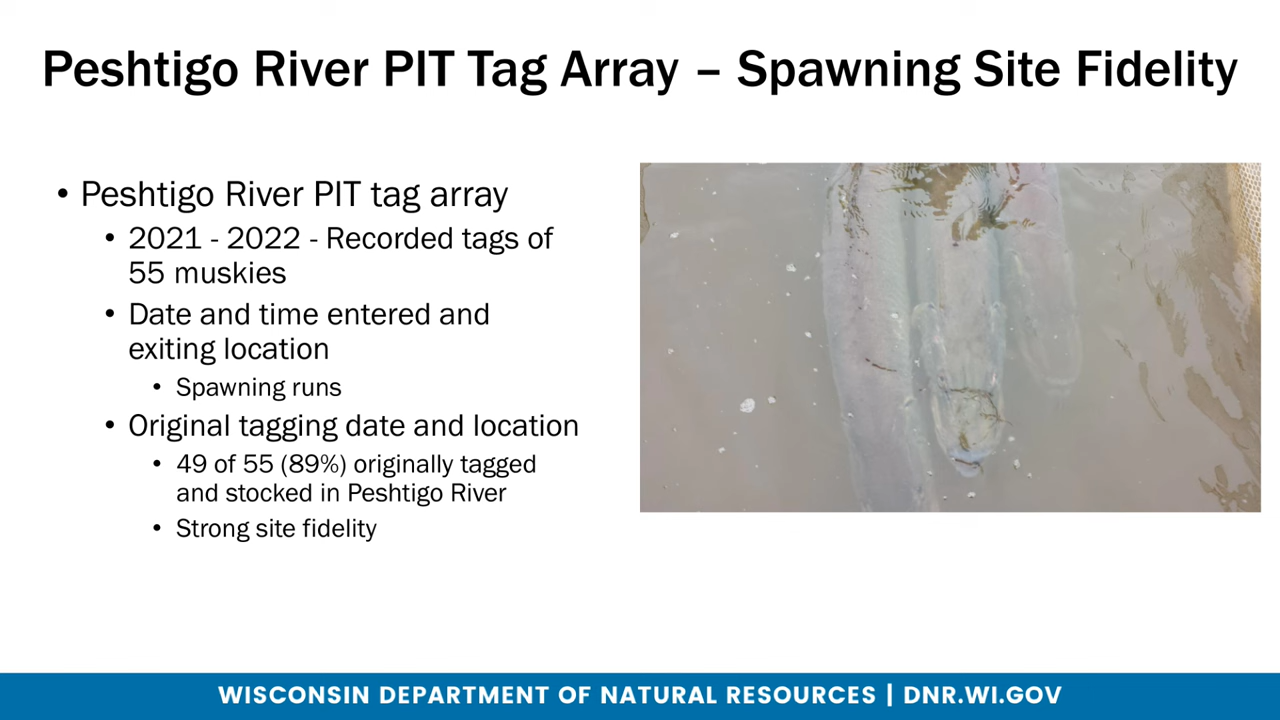 Peshtigo River PIT Tag Array – Spawning Site Fidelity
• Peshtigo River PIT tag array
• 2021 - 2022 - Recorded tags of
55 muskies
• Date and time entered and
exiting location
• Spawning runs
• Original tagging date and location
• 49 of 55 (89%) originally tagged
and stocked in Peshtigo River
• Strong site fidelity
WISCONSIN DEPARTMENT OF NATURAL RESOURCES | DNR.WI.GOV